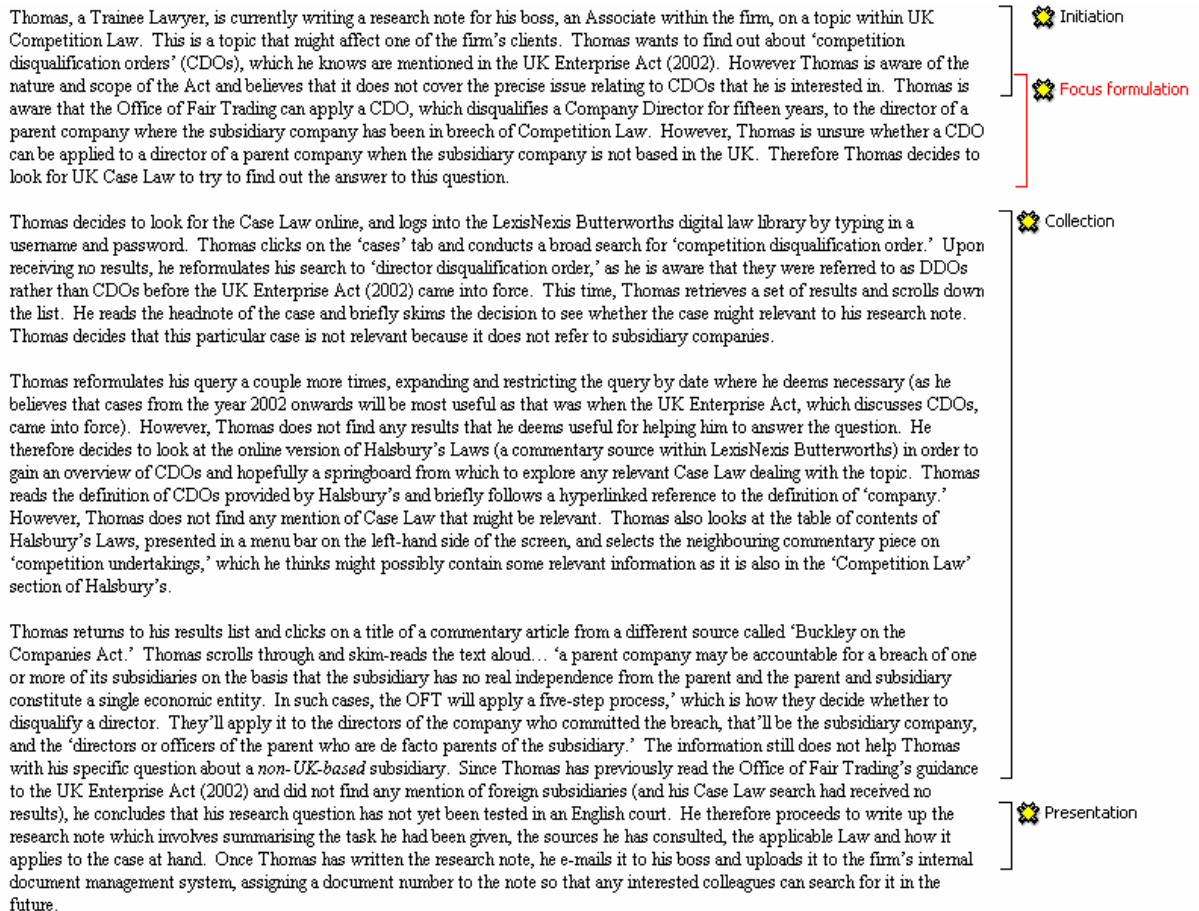 Thomas, a Trainee Lawyer, is currently writing a research note for his boss, an Associate within the firm, on a topic within UK
Competition Law. This is a topic that might affect one of the firm's clients. Thomas wants to find out about 'competition
disqualification orders' (CDOs), which he knows are mentioned in the UK Enterprise Act (2002). However Thomas is aware of the
nature and scope of the Act and believes that it does not cover the precise issue relating to CDOs that he is interested in. Thomas is
aware that the Office of Fair Trading can apply a CDO, which disqualifies a Company Director for fifteen years, to the director of a
parent company where the subsidiary company has been in breech of Competition Law. However, Thomas is unsure whether a CDO
can be applied to a director of a parent company when the subsidiary company is not based in the UK. Therefore Thomas decides to
look for UK Case Law to try to find out the answer to this question.
Initiation
Focus formulation
Thomas decides to look for the Case Law online, and logs into the LexisNexis Butterworths digital law library by typing in a
username and password. Thomas clicks on the 'cases' tab and conducts a broad search for 'competition disqualification order.' Upon
receiving no results, he reformulates his search to 'director disqualification order,' as he is aware that they were referred to as DDOs
rather than CDOs before the UK Enterprise Act (2002) came into force. This time, Thomas retrieves a set of results and scrolls down
the list. He reads the headnote of the case and briefly skims the decision to see whether the case might relevant to his research note.
Thomas decides that this particular case is not relevant because it does not refer to subsidiary companies.
Collection
Thomas reformulates his query a couple more times, expanding and restricting the query by date where he deems necessary (as he
believes that cases from the year 2002 onwards will be most useful as that was when the UK Enterprise Act, which discusses CDOs,
came into force). However, Thomas does not find any results that he deems useful for helping him to answer the question. He
therefore decides to look at the online version of Halsbury's Laws (a commentary source within LexisNexis Butterworths) in order to
gain an overview of CDOs and hopefully a springboard from which to explore any relevant Case Law dealing with the topic. Thomas
reads the definition of CDOs provided by Halsbury's and briefly follows a hyperlinked reference to the definition of 'company.'
However, Thomas does not find any mention of Case Law that might be relevant. Thomas also looks at the table of contents of
Halsbury's Laws, presented in a menu bar on the left-hand side of the screen, and selects the neighbouring commentary piece on
'competition undertakings,' which he thinks might possibly contain some relevant information as it is also in the 'Competition Law'
section of Halsbury's.
Thomas returns to his results list and clicks on a title of a commentary article from a different source called 'Buckley on the
Companies Act.' Thomas scrolls through and skim-reads the text aloud… 'a parent company may be accountable for a breach of one
or more of its subsidiaries on the basis that the subsidiary has no real independence from the parent and the parent and subsidiary
constitute a single economic entity. In such cases, the OFT will apply a five-step process,' which is how they decide whether to
disqualify a director. They'll apply it to the directors of the company who committed the breach, that'll be the subsidiary company,
and the 'directors or officers of the parent who are de facto parents of the subsidiary.' The information still does not help Thomas
with his specific question about a non-UK-based subsidiary. Since Thomas has previously read the Office of Fair Trading's guidance
to the UK Enterprise Act (2002) and did not find any mention of foreign subsidiaries (and his Case Law search had received no
results), he concludes that his research question has not yet been tested in an English court. He therefore proceeds to write up the
research note which involves summarising the task he had been given, the sources he has consulted, the applicable Law and how it
applies to the case at hand. Once Thomas has written the research note, he e-mails it to his boss and uploads it to the firm's internal
document management system, assigning a document number to the note so that any interested colleagues can search for it in the
future.
Presentation